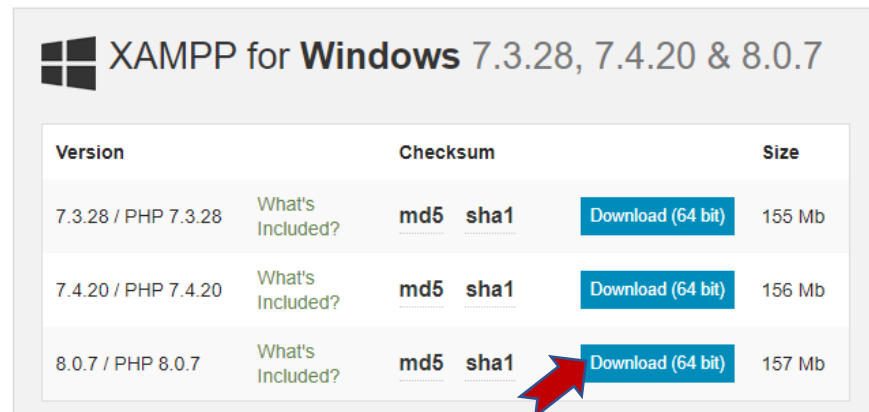 XAMPP for Windows 7.3.28, 7.4.20 & 8.0.7
Version Checksum Size
7.3.28 / PHP 7.3.28 What's Included? md5 sha1 Download (64 bit) 155 Mb
7.4.20 / PHP 7.4.20 What's Included? md5 sha1 Download (64 bit) 156 Mb
8.0.7 / PHP 8.0.7 What's Included? md5 sha1 Download (64 bit) 157 Mb